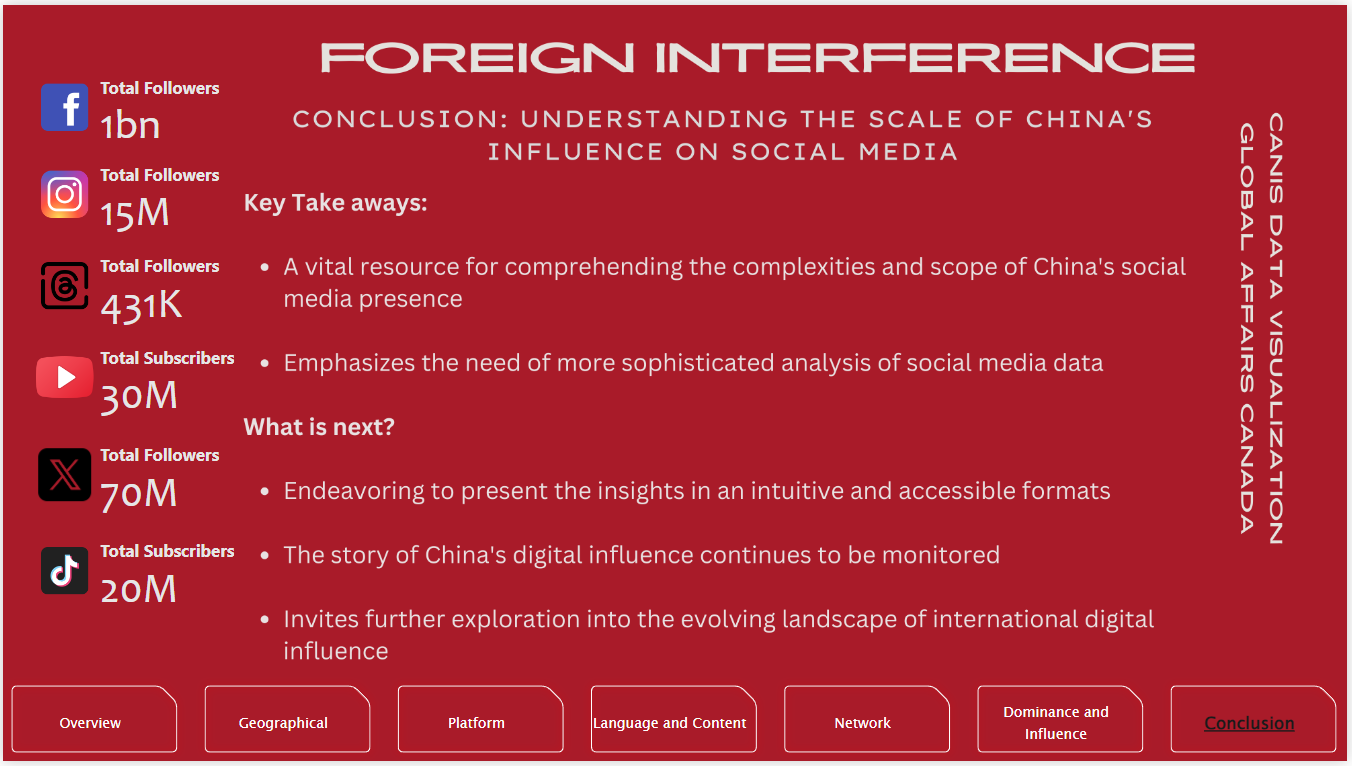 FOREIGN INTERFERENCE
CONCLUSION: UNDERSTANDING THE SCALE OF CHINA'S
INFLUENCE ON SOCIAL MEDIA
Total Followers
1bn
Total Followers
15M
Total Followers
431K
Total Subscribers
30M
Total Followers
70M
Total Subscribers
20M
Key Take aways:
• A vital resource for comprehending the complexities and scope of China's social
media presence
• Emphasizes the need of more sophisticated analysis of social media data
What is next?
• Endeavoring to present the insights in an intuitive and accessible formats
• The story of China's digital influence continues to be monitored
• Invites further exploration into the evolving landscape of international digital
influence
CANIS DATA VISUALIZATION
GLOBAL AFFAIRS CANADA
Overview
Geographical
Platform
Language and Content
Network
Dominance and
Influence
Conclusion